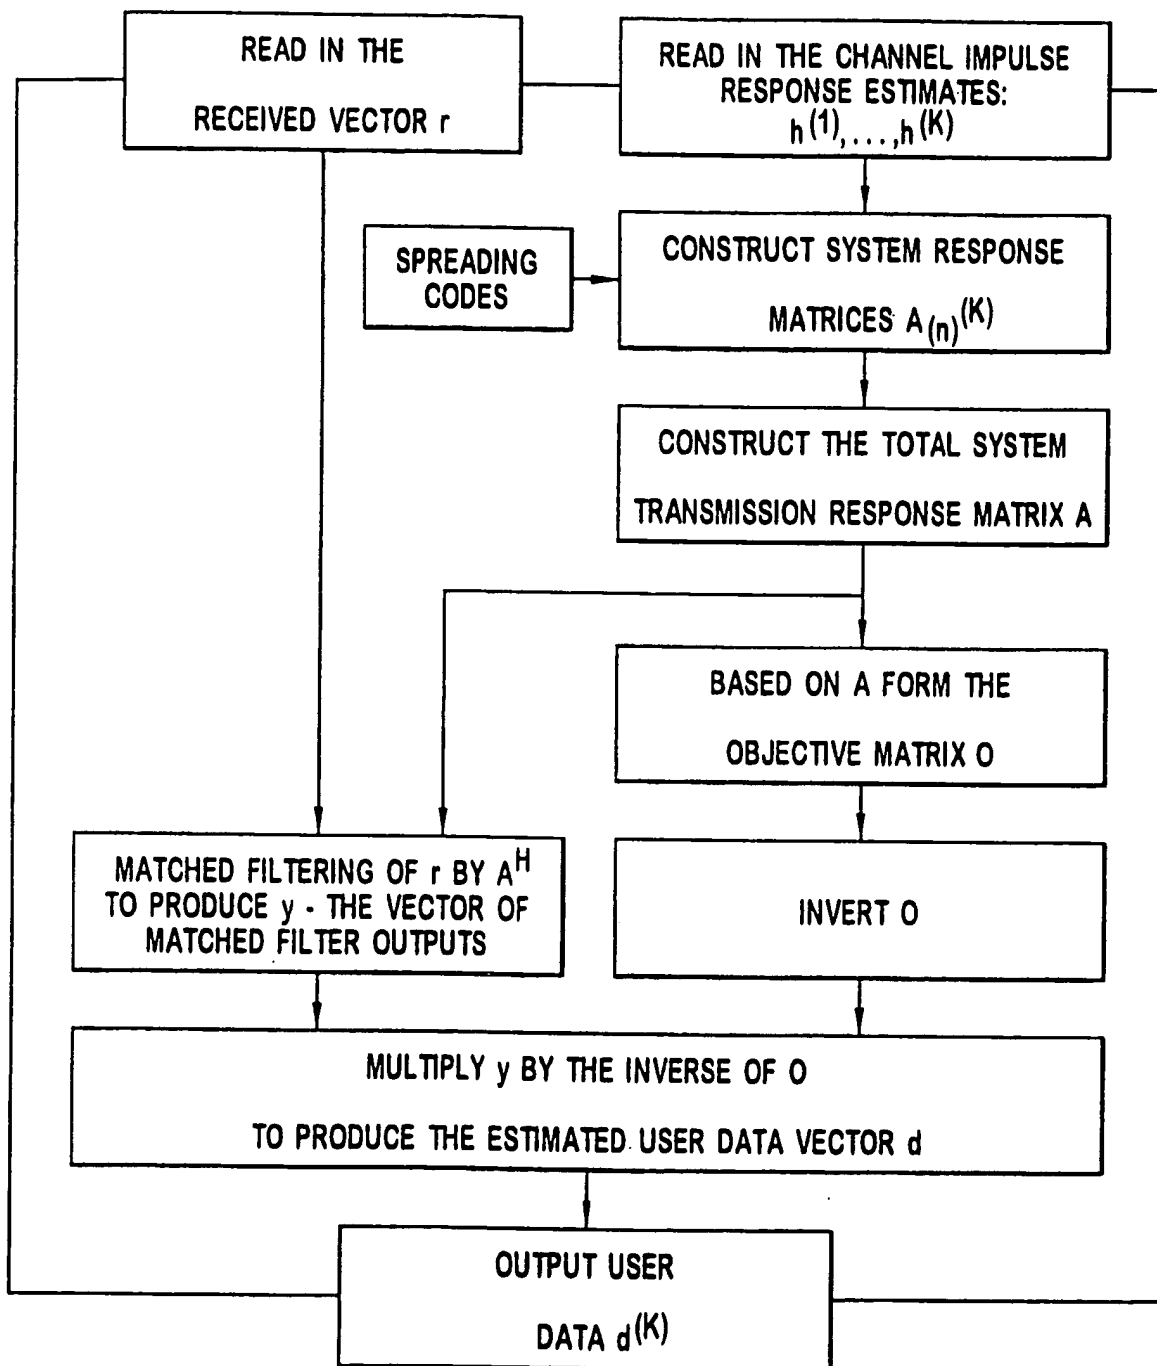 READ IN THE
RECEIVED VECTOR r
READ IN THE CHANNEL IMPULSE
RESPONSE ESTIMATES:
h(1),...,h(K)
SPREADING
CODES
CONSTRUCT SYSTEM RESPONSE
MATRICES A(n)(K)
CONSTRUCT THE TOTAL SYSTEM
TRANSMISSION RESPONSE MATRIX A
BASED ON A FORM THE
OBJECTIVE MATRIX O
MATCHED FILTERING OF r BY AH
TO PRODUCE y - THE VECTOR OF
MATCHED FILTER OUTPUTS
INVERT O
MULTIPLY y BY THE INVERSE OF O
TO PRODUCE THE ESTIMATED USER DATA VECTOR d
OUTPUT USER
DATA d(K)